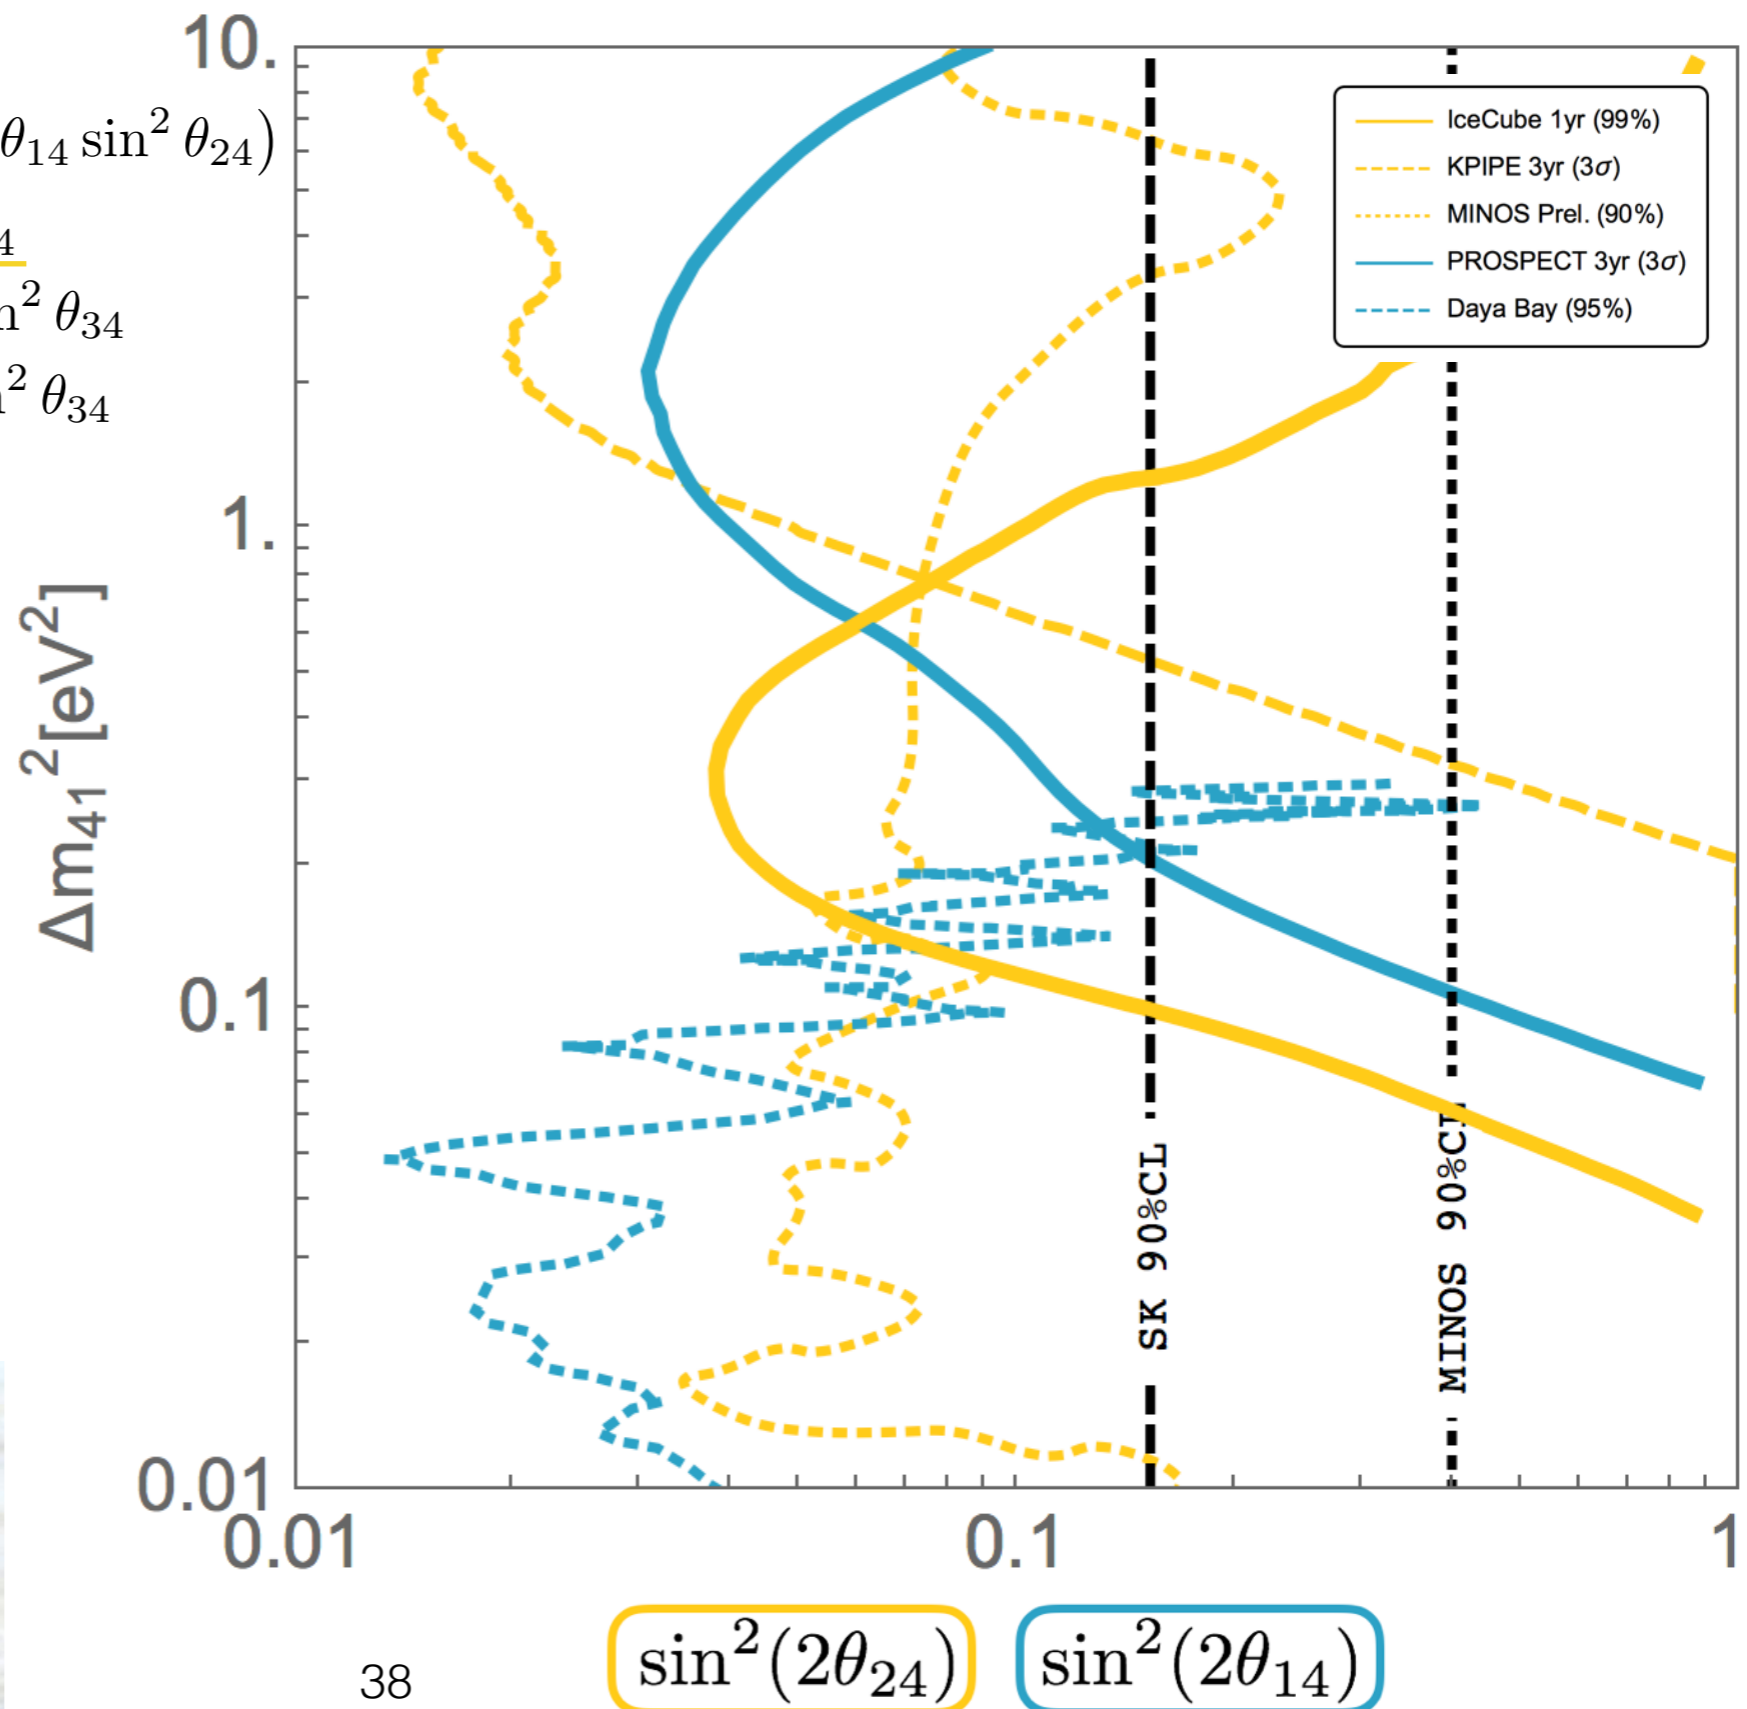 10.
θ₁₄ sin² θ₂₄)
4
n² θ₃₄
n² θ₃₄
1.
0.1
0.01
Δm₄₁²[eV²]
IceCube 1yr (99%)
KPIPE 3yr (3σ)
MINOS Prel. (90%)
PROSPECT 3yr (3σ)
Daya Bay (95%)
SK 90%CL
MINOS 90%CL
0.01
0.1
1
sin²(2θ₂₄)
sin²(2θ₁₄)
38